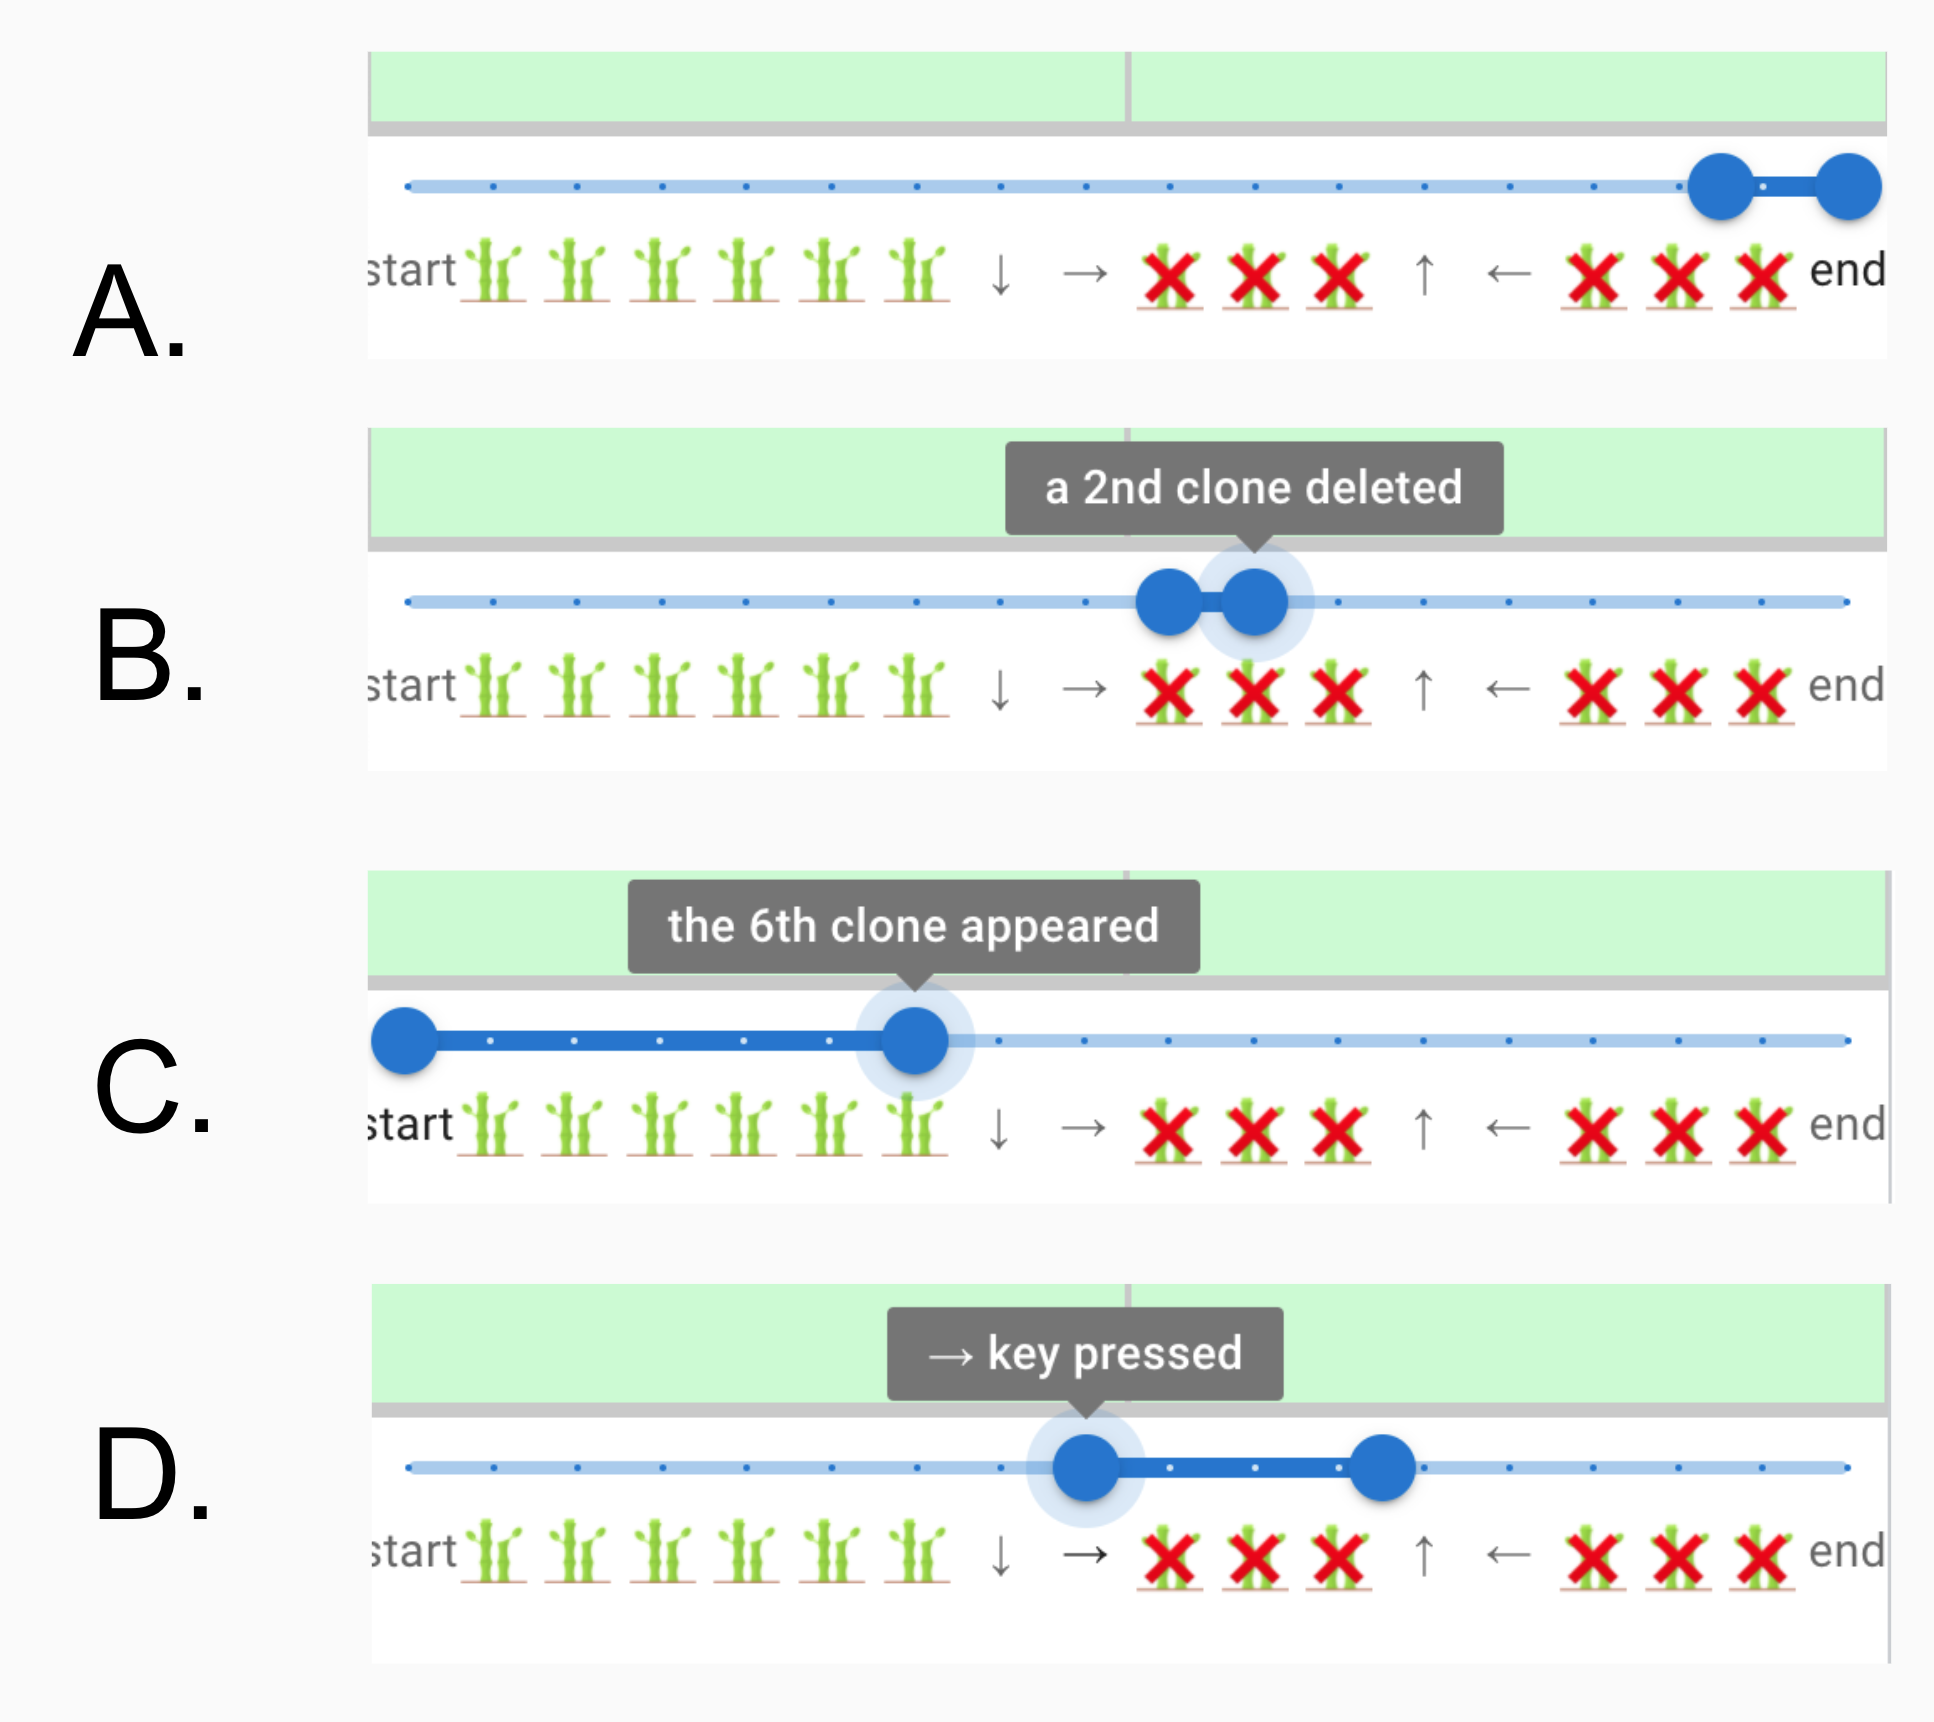 A.
start ↓ → ↑ ← end
B.
a 2nd clone deleted
start ↓ → ↑ ← end
C.
the 6th clone appeared
start ↓ → ↑ ← end
D.
→ key pressed
start ↓ → ↑ ← end